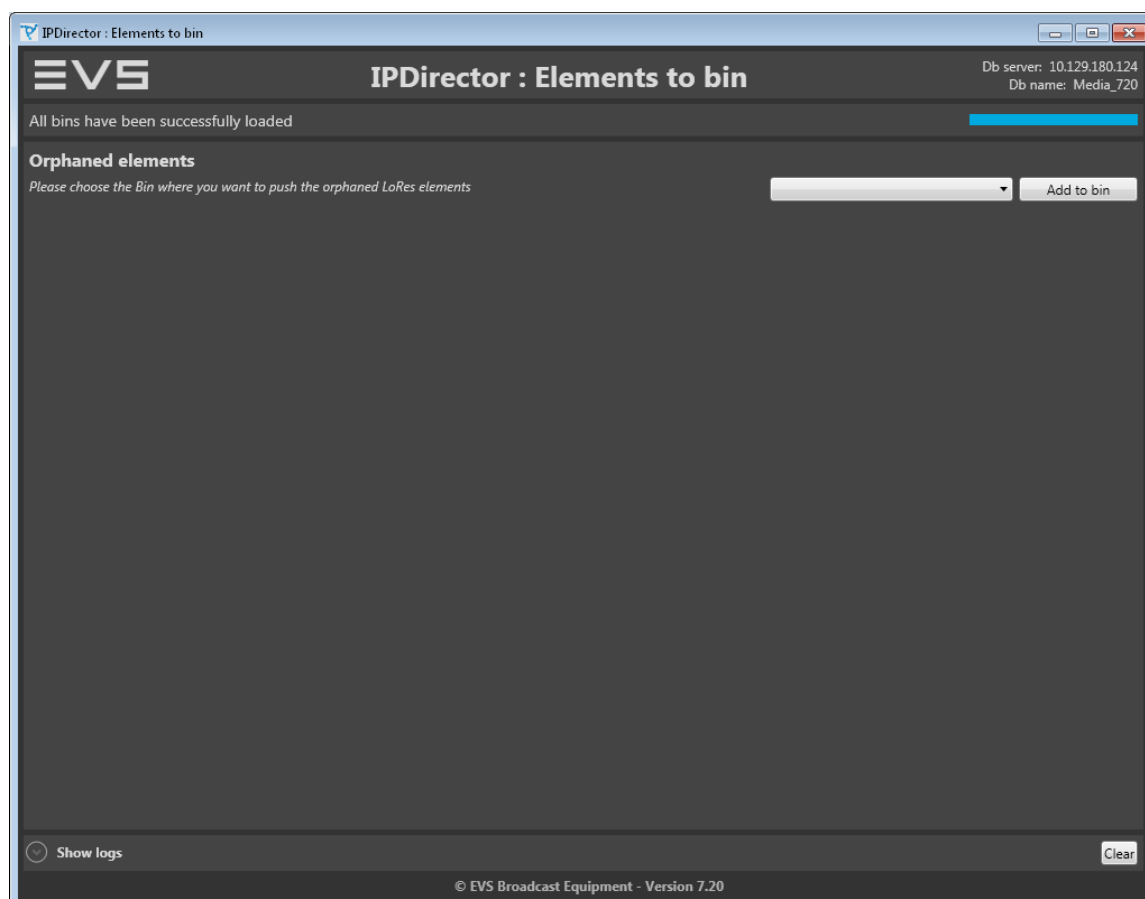 IPDirector : Elements to bin
EVS
IPDirector : Elements to bin
Db server: 10.129.180.124
Db name: Media_720
All bins have been successfully loaded
Orphaned elements
Please choose the Bin where you want to push the orphaned LoRes elements
Add to bin
Show logs
Clear
© EVS Broadcast Equipment - Version 7.20